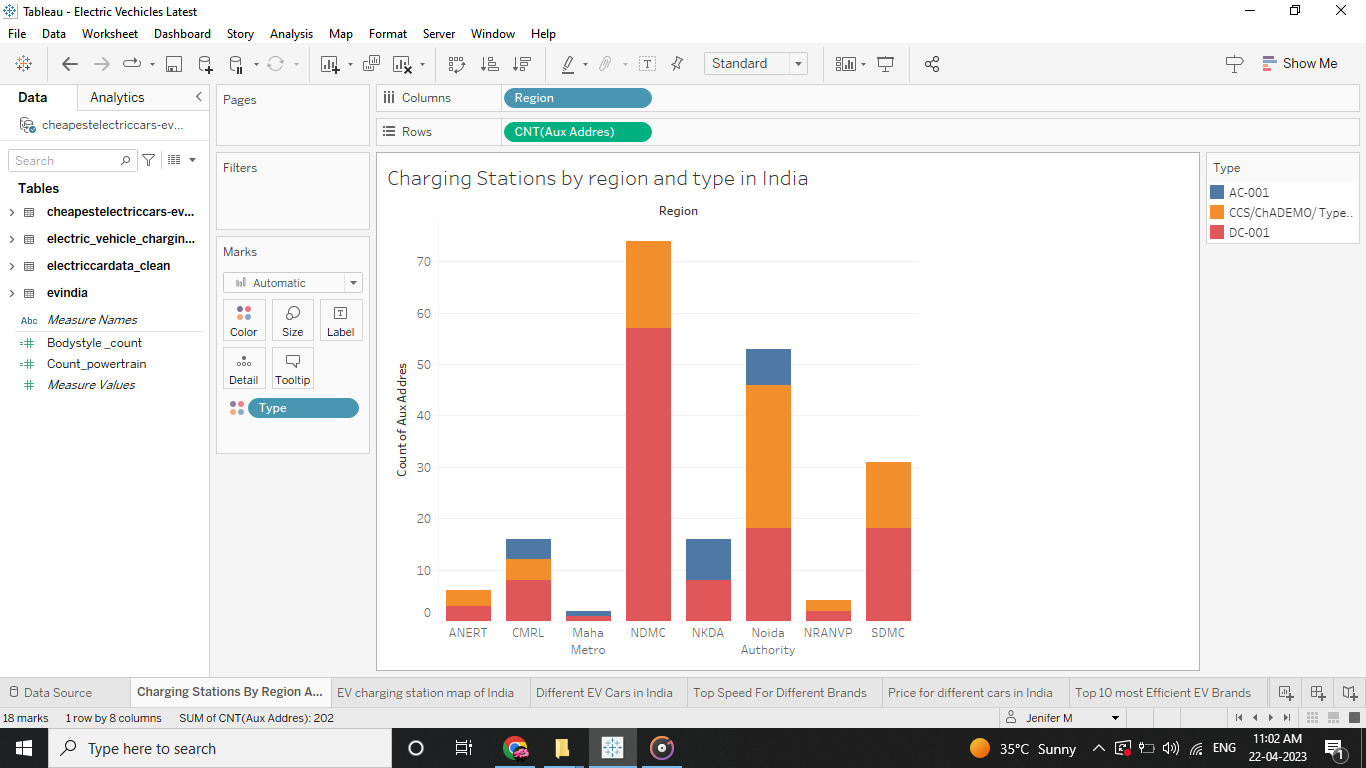 Tableau - Electric Vechicles Latest
File Data Worksheet Dashboard Story Analysis Map Format Server Window Help
Standard
Show Me
Data Analytics
cheapestelectriccars-ev...
Search
Tables
cheapestelectriccars-ev...
electric_vehicle_chargin...
electriccardata_clean
evindia
Abc Measure Names
Bodystyle _count
Count_powertrain
Measure Values
Pages
Filters
Marks
Automatic
Color Size Label
Detail Tooltip
Type
Columns Region
Rows CNT(Aux Addres)
Charging Stations by region and type in India
Region
Count of Aux Addres
70
60
50
40
30
20
10
0
ANERT CMRL Maha Metro NDMC NKDA Noida Authority NRANVP SDMC
Type
AC-001
CCS/ChADEMO/ Type..
DC-001
Data Source Charging Stations By Region A... EV charging station map of India Different EV Cars in India Top Speed For Different Brands Price for different cars in India Top 10 most Efficient EV Brands
18 marks 1 row by 8 columns SUM of CNT(Aux Addres): 202 Jenifer M
Type here to search
35°C Sunny
ENG
11:02 AM
22-04-2023
1